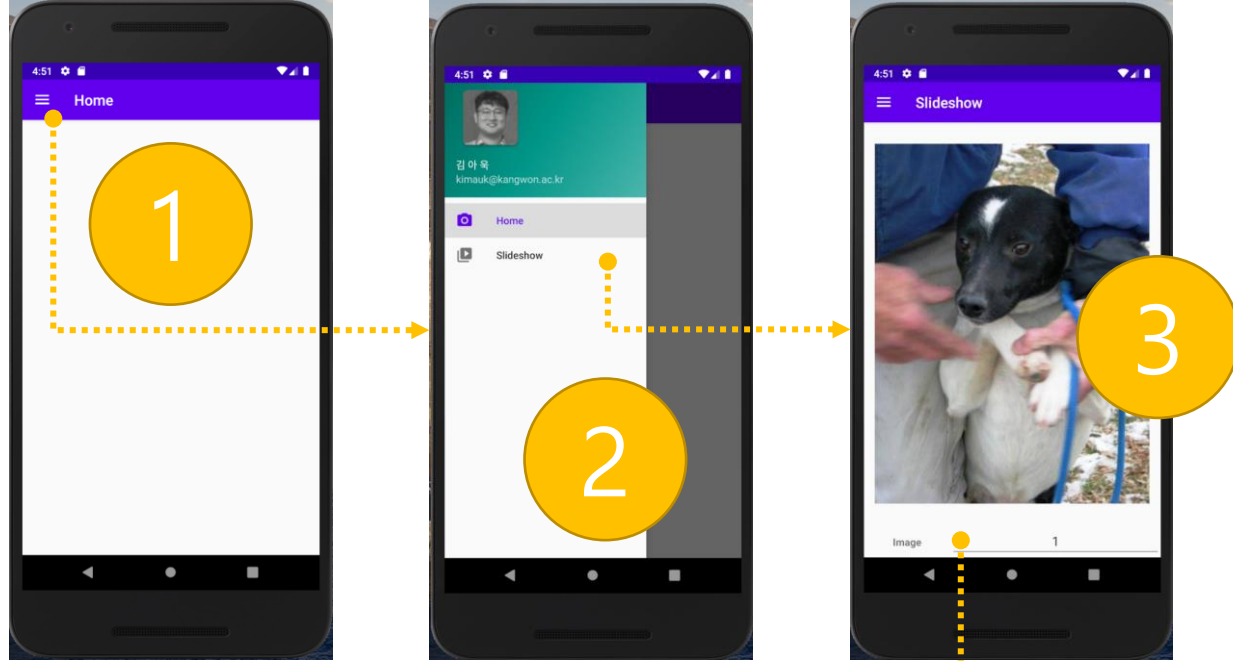 4:51
Home
1
4:51
김 아 욱
kimauk@kangwon.ac.kr
Home
Slideshow
2
4:51
Slideshow
3
Image
1